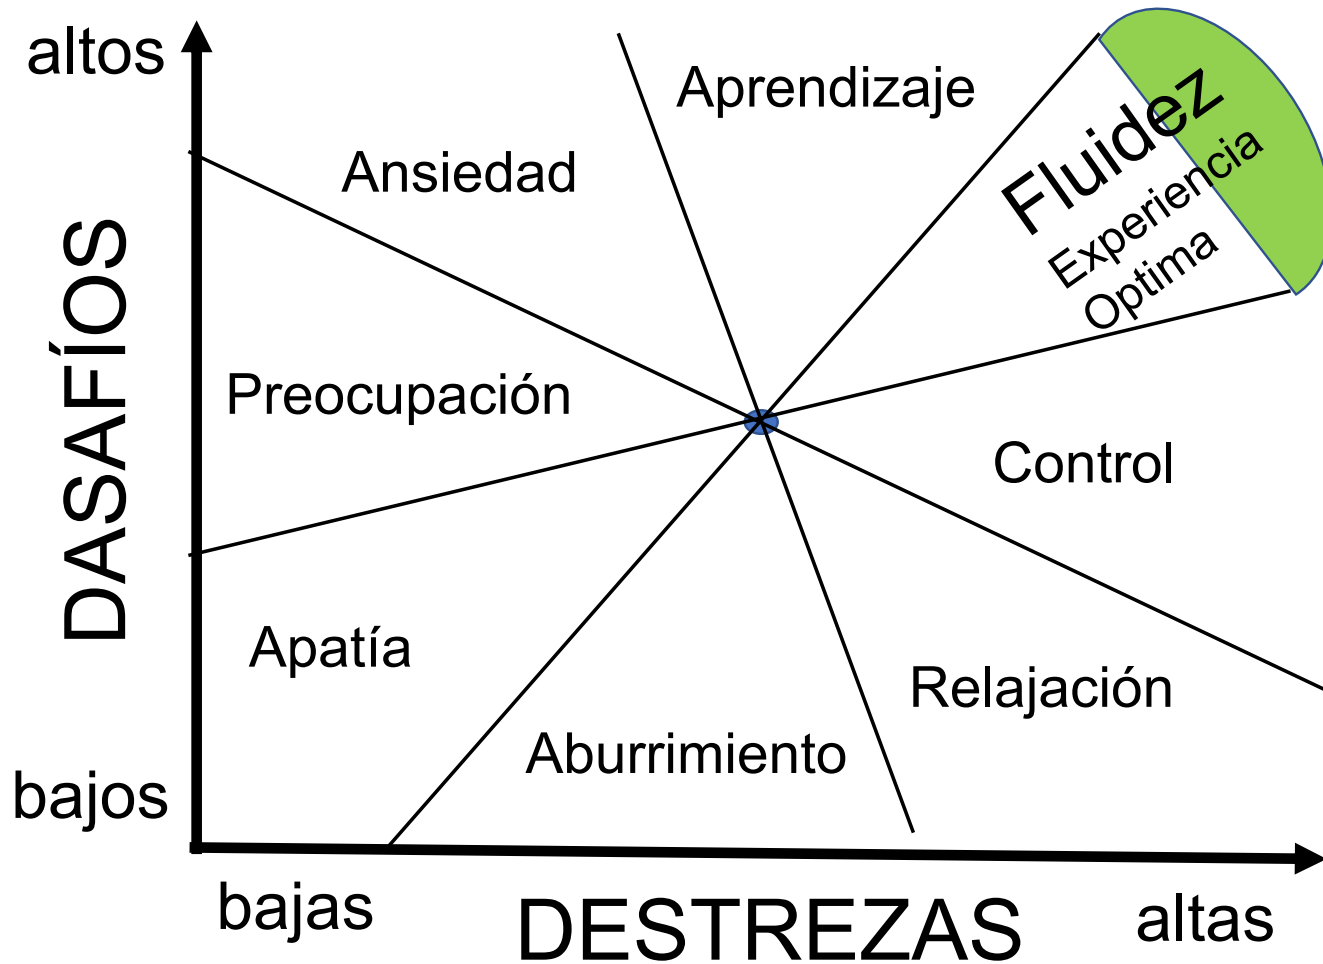 altos
Aprendizaje
Fluidez
Experiencia
Optima
Ansiedad
DASAFÍOS
Preocupación
Control
Apatía
Relajación
Aburrimiento
bajos
bajas
DESTREZAS
altas